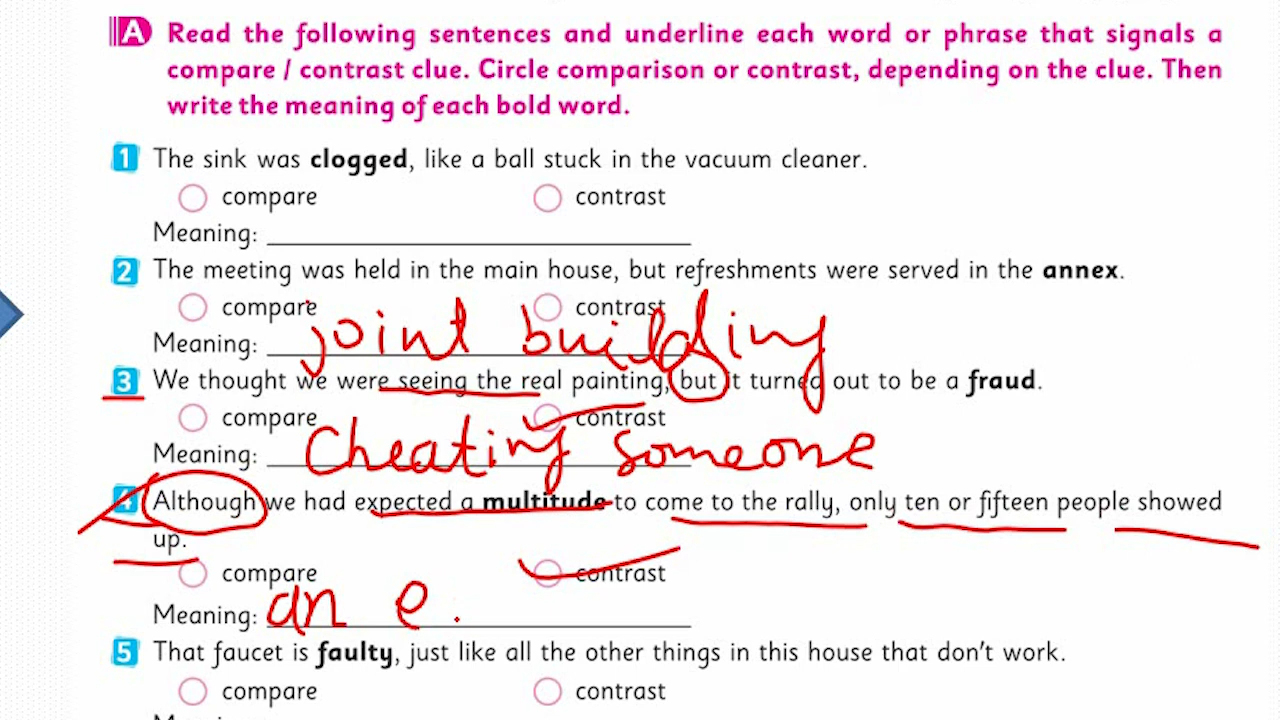 A Read the following sentences and underline each word or phrase that signals a
compare / contrast clue. Circle comparison or contrast, depending on the clue. Then
write the meaning of each bold word.
1 The sink was clogged, like a ball stuck in the vacuum cleaner.
compare contrast
Meaning:
2 The meeting was held in the main house, but refreshments were served in the annex.
compare contrast
Meaning: joint building
3 We thought we were seeing the real painting, but it turned out to be a fraud.
compare contrast
Meaning: Cheating someone
4 Although we had expected a multitude to come to the rally, only ten or fifteen people showed
up.
compare contrast
Meaning: an e
5 That faucet is faulty, just like all the other things in this house that don't work.
compare contrast